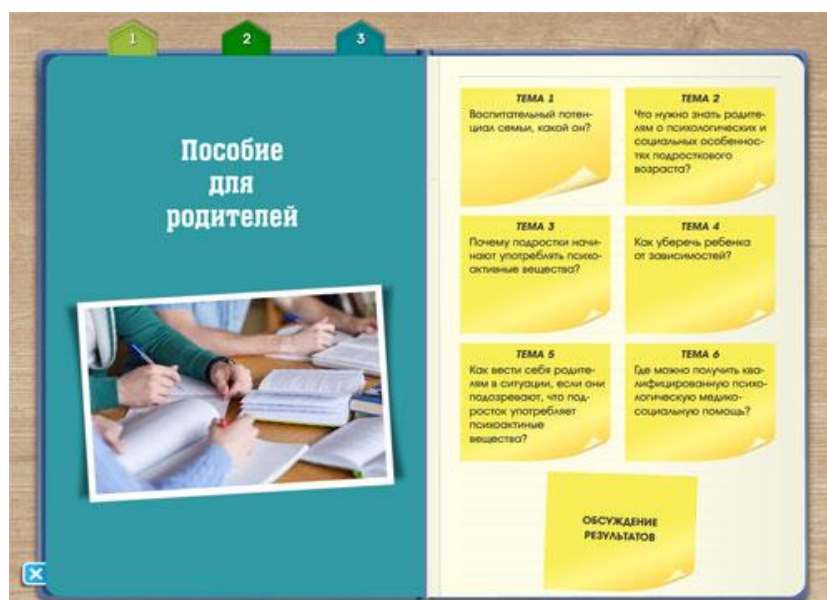 1
2
3
Пособие
для
родителей
ТЕМА 1
Воспитательный потен-
циал семьи, какой он?
ТЕМА 2
Что нужно знать родите-
лям о психологических и
социальных особеннос-
тях подросткового
возраста?
ТЕМА 3
Почему подростки начи-
нают употреблять психо-
активные вещества?
ТЕМА 4
Как уберечь ребенка
от зависимостей?
ТЕМА 5
Как вести себя родите-
лям в ситуации, если они
подозревают, что под-
росток употребляет
психоактиные
вещества?
ТЕМА 6
Где можно получить ква-
лифицированную психо-
логическую медико-
социальную помощь?
ОБСУЖДЕНИЕ
РЕЗУЛЬТАТОВ